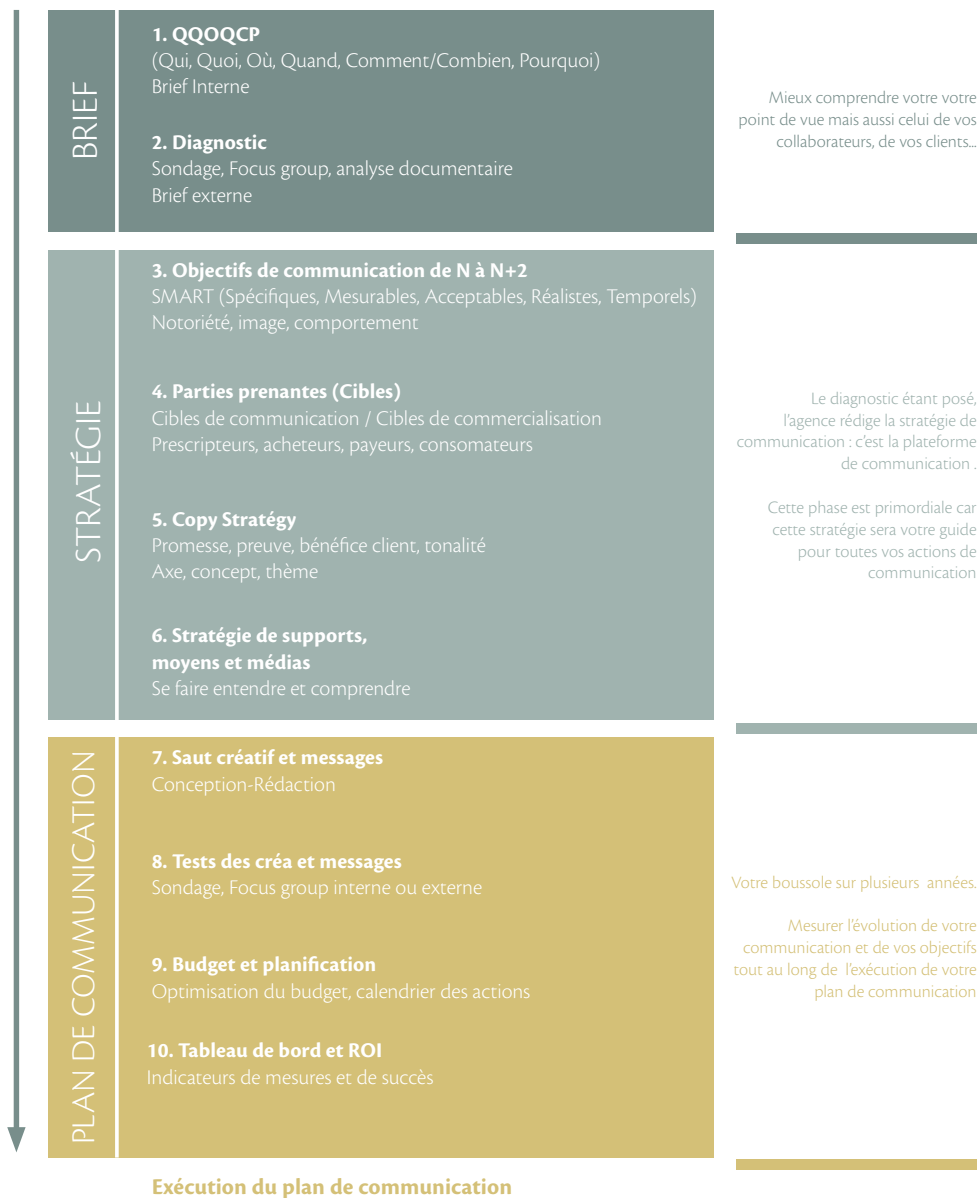 BRIEF
1. QQOQCP
(Qui, Quoi, Où, Quand, Comment/Combien, Pourquoi)
Brief Interne
2. Diagnostic
Sondage, Focus group, analyse documentaire
Brief externe
Mieux comprendre votre votre
point de vue mais aussi celui de vos
collaborateurs, de vos clients...
STRATÉGIE
3. Objectifs de communication de N à N+2
SMART (Spécifiques, Mesurables, Acceptables, Réalistes, Temporels)
Notoriété, image, comportement
4. Parties prenantes (Cibles)
Cibles de communication / Cibles de commercialisation
Prescripteurs, acheteurs, payeurs, consomateurs
5. Copy Stratégy
Promesse, preuve, bénéfice client, tonalité
Axe, concept, thème
6. Stratégie de supports,
moyens et médias
Se faire entendre et comprendre
Le diagnostic étant posé,
l'agence rédige la stratégie de
communication : c'est la plateforme
de communication .
Cette phase est primordiale car
cette stratégie sera votre guide
pour toutes vos actions de
communication
PLAN DE COMMUNICATION
7. Saut créatif et messages
Conception-Rédaction
8. Tests des créa et messages
Sondage, Focus group interne ou externe
9. Budget et planification
Optimisation du budget, calendrier des actions
10. Tableau de bord et ROI
Indicateurs de mesures et de succès
Votre boussole sur plusieurs  années.
Mesurer l'évolution de votre
communication et de vos objectifs
tout au long de  l'exécution de votre
plan de communication
Exécution du plan de communication